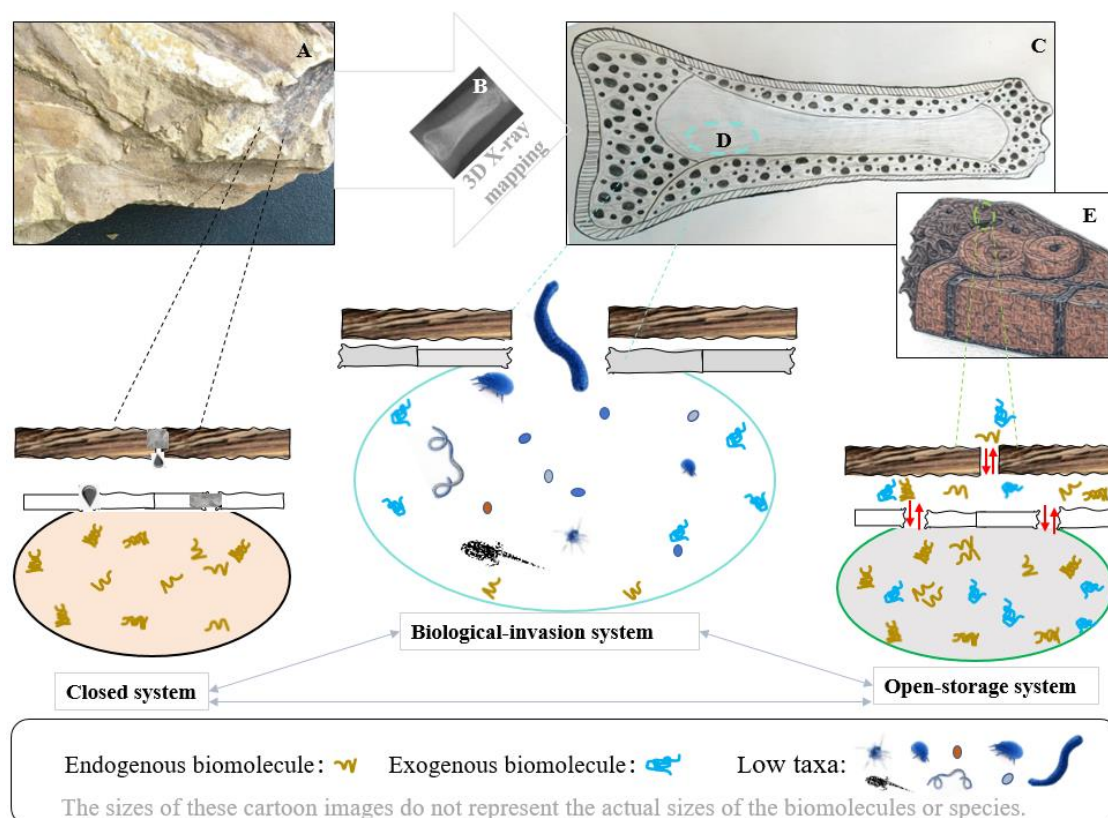 A
B
3D X-ray
mapping
C
D
E
Biological-invasion system
Closed system
Open-storage system
Endogenous biomolecule:
Exogenous biomolecule:
Low taxa:
The sizes of these cartoon images do not represent the actual sizes of the biomolecules or species.